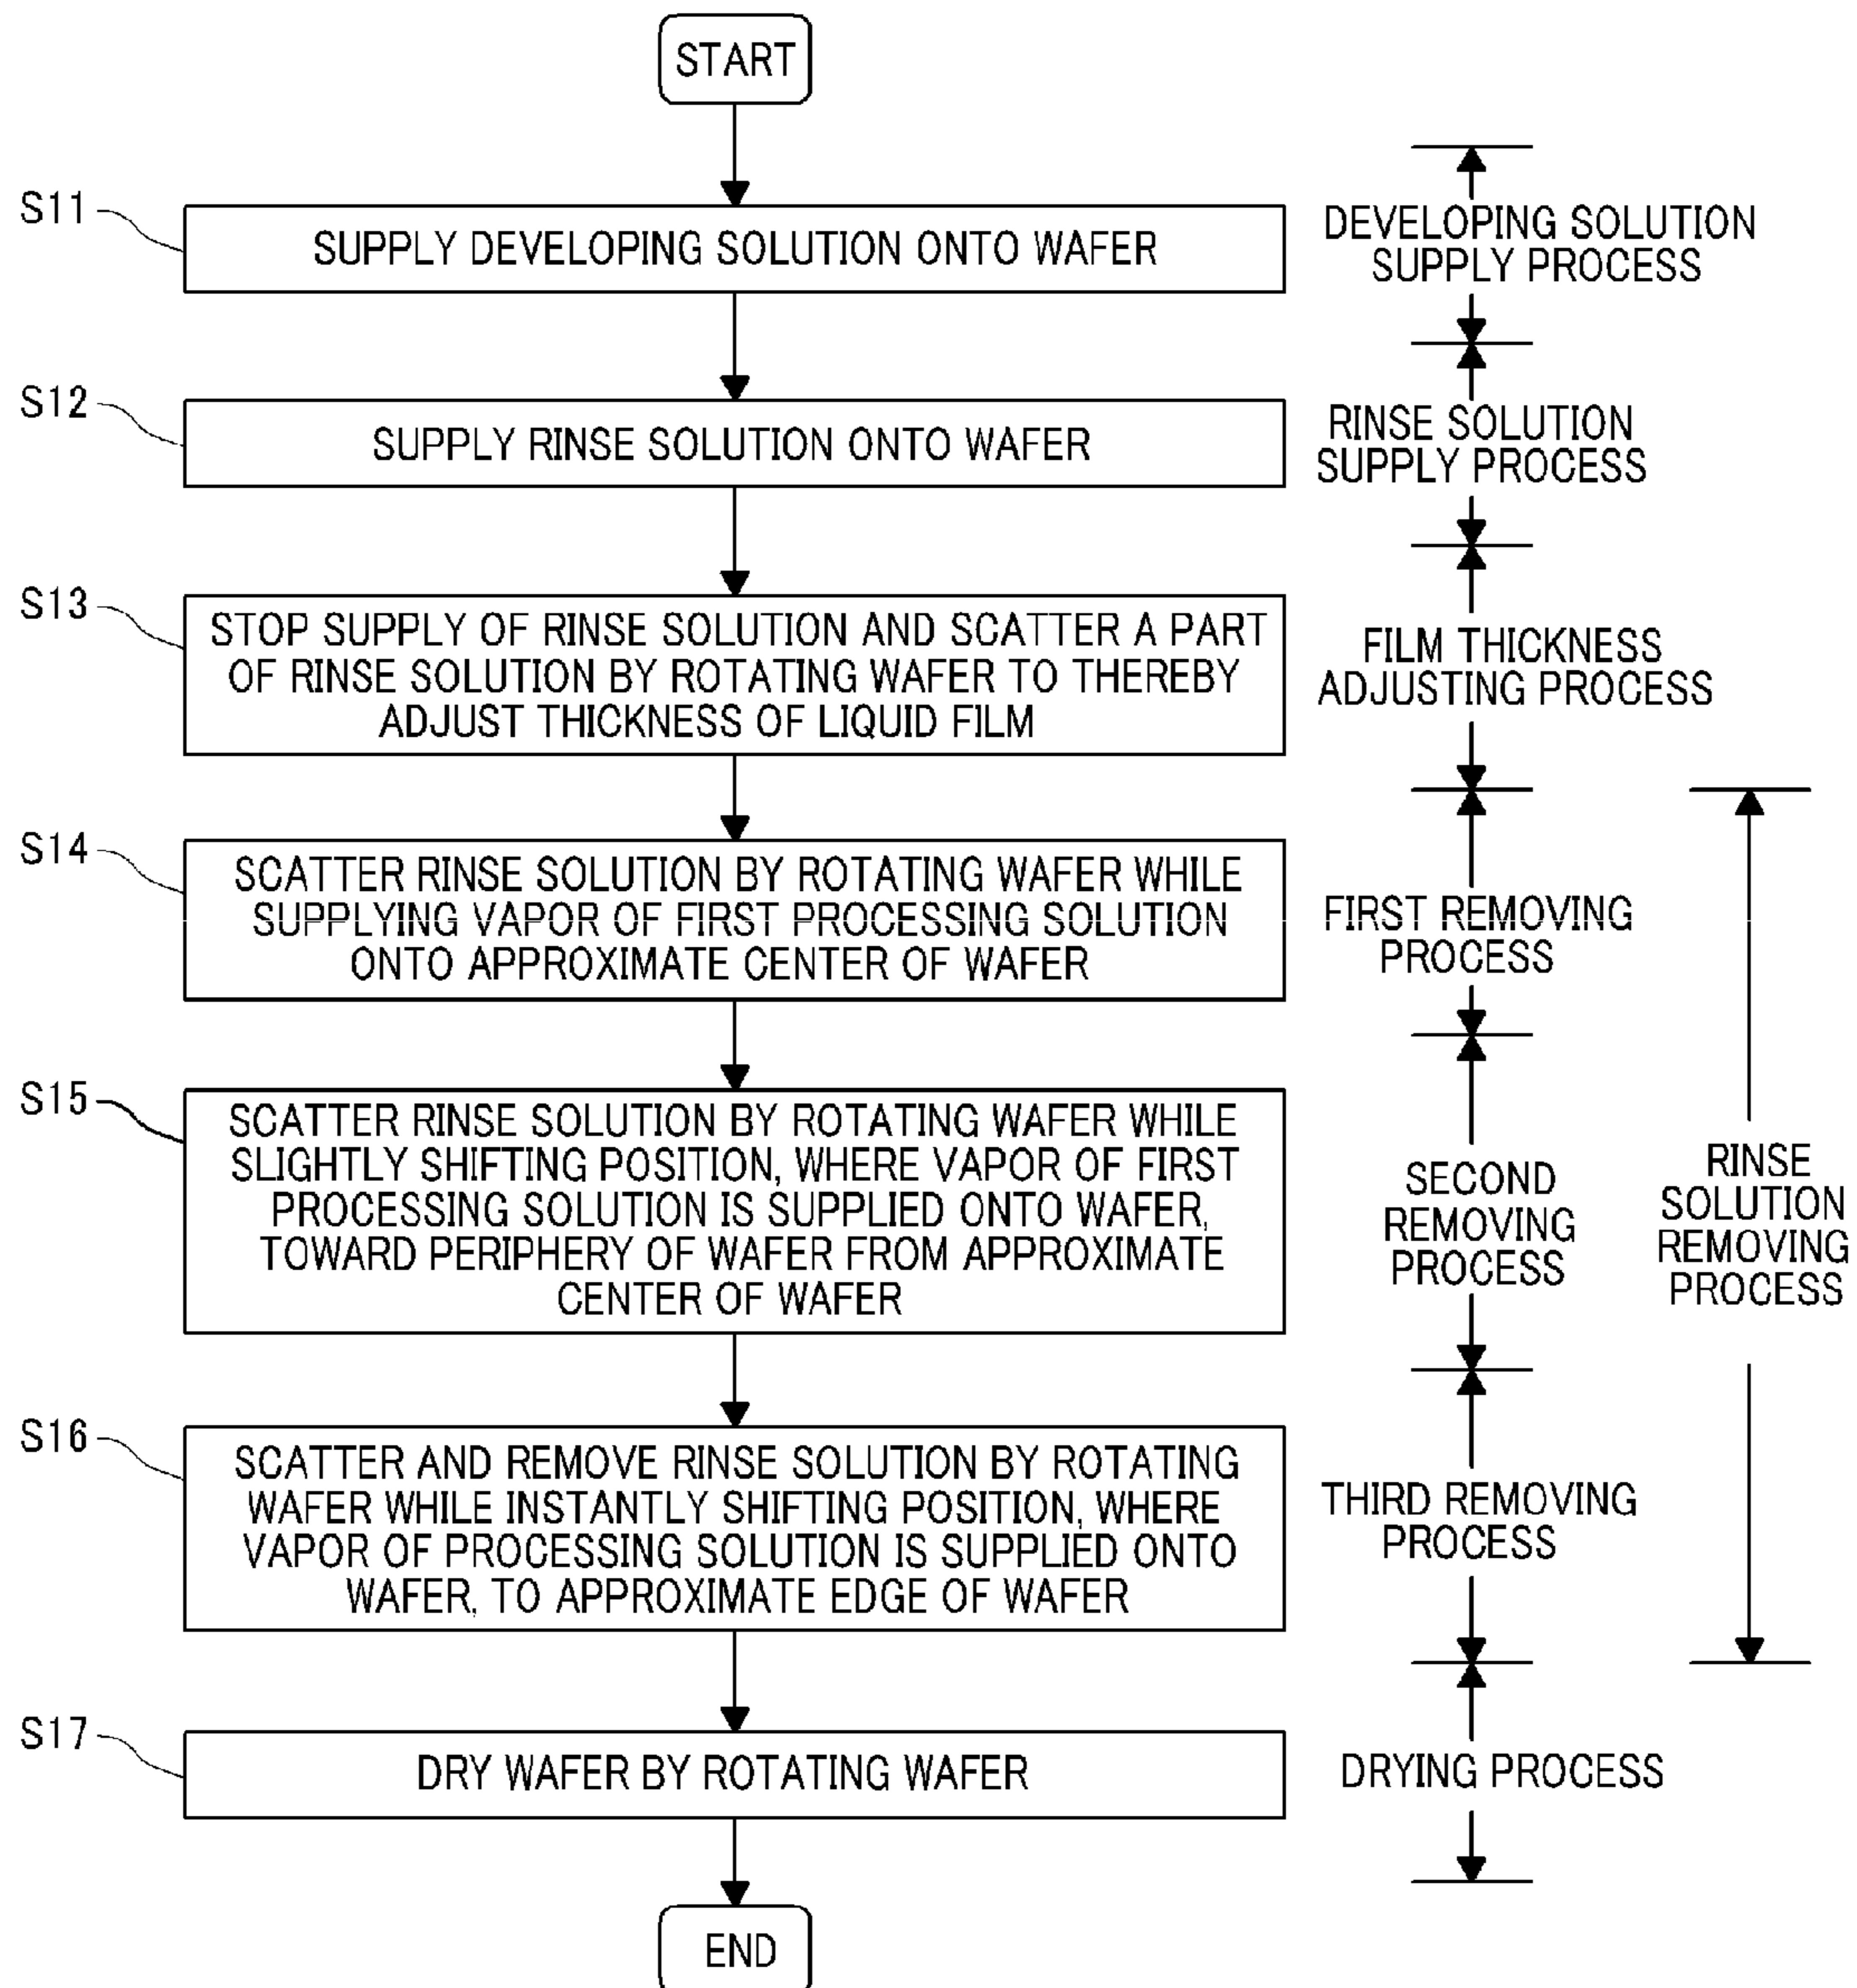 START
S11
SUPPLY DEVELOPING SOLUTION ONTO WAFER
DEVELOPING SOLUTION
SUPPLY PROCESS
S12
SUPPLY RINSE SOLUTION ONTO WAFER
RINSE SOLUTION
SUPPLY PROCESS
S13
STOP SUPPLY OF RINSE SOLUTION AND SCATTER A PART
OF RINSE SOLUTION BY ROTATING WAFER TO THEREBY
ADJUST THICKNESS OF LIQUID FILM
FILM THICKNESS
ADJUSTING PROCESS
S14
SCATTER RINSE SOLUTION BY ROTATING WAFER WHILE
SUPPLYING VAPOR OF FIRST PROCESSING SOLUTION
ONTO APPROXIMATE CENTER OF WAFER
FIRST REMOVING
PROCESS
S15
SCATTER RINSE SOLUTION BY ROTATING WAFER WHILE
SLIGHTLY SHIFTING POSITION, WHERE VAPOR OF FIRST
PROCESSING SOLUTION IS SUPPLIED ONTO WAFER,
TOWARD PERIPHERY OF WAFER FROM APPROXIMATE
CENTER OF WAFER
SECOND
REMOVING
PROCESS
RINSE
SOLUTION
REMOVING
PROCESS
S16
SCATTER AND REMOVE RINSE SOLUTION BY ROTATING
WAFER WHILE INSTANTLY SHIFTING POSITION, WHERE
VAPOR OF PROCESSING SOLUTION IS SUPPLIED ONTO
WAFER, TO APPROXIMATE EDGE OF WAFER
THIRD REMOVING
PROCESS
S17
DRY WAFER BY ROTATING WAFER
DRYING PROCESS
END